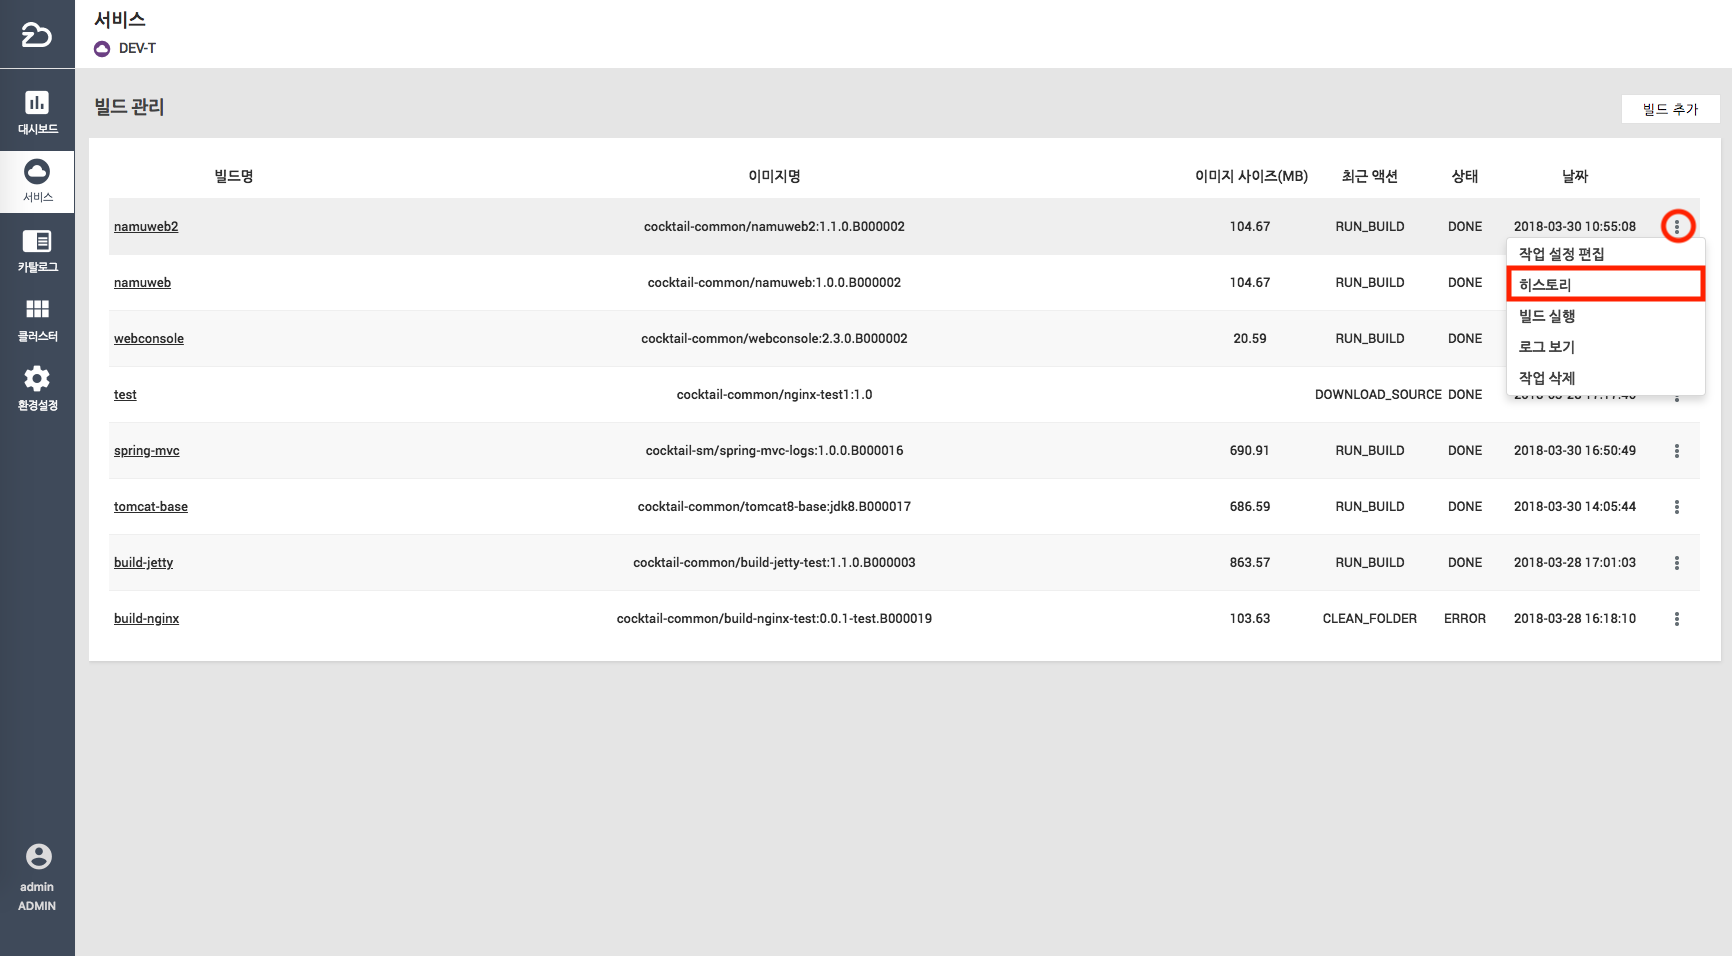 서비스
DEV-T
대시보드
서비스
카탈로그
클러스터
환경설정
admin
ADMIN
빌드 관리
빌드 추가
빌드명 이미지명 이미지 사이즈(MB) 최근 액션 상태 날짜
namuweb2 cocktail-common/namuweb2:1.1.0.B000002 104.67 RUN_BUILD DONE 2018-03-30 10:55:08
namuweb cocktail-common/namuweb:1.0.0.B000002 104.67 RUN_BUILD DONE
webconsole cocktail-common/webconsole:2.3.0.B000002 20.59 RUN_BUILD DONE
test cocktail-common/nginx-test1:1.0 DOWNLOAD_SOURCE DONE
spring-mvc cocktail-sm/spring-mvc-logs:1.0.0.B000016 690.91 RUN_BUILD DONE 2018-03-30 16:50:49
tomcat-base cocktail-common/tomcat8-base:jdk8.B000017 686.59 RUN_BUILD DONE 2018-03-30 14:05:44
build-jetty cocktail-common/build-jetty-test:1.1.0.B000003 863.57 RUN_BUILD DONE 2018-03-28 17:01:03
build-nginx cocktail-common/build-nginx-test:0.0.1-test.B000019 103.63 CLEAN_FOLDER ERROR 2018-03-28 16:18:10
작업 설정 편집
히스토리
빌드 실행
로그 보기
작업 삭제